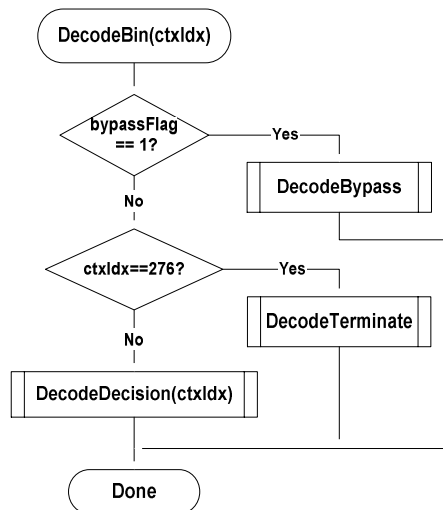 DecodeBin(ctxIdx)
bypassFlag
== 1?
Yes
DecodeBypass
No
ctxIdx==276?
Yes
DecodeTerminate
No
DecodeDecision(ctxIdx)
Done